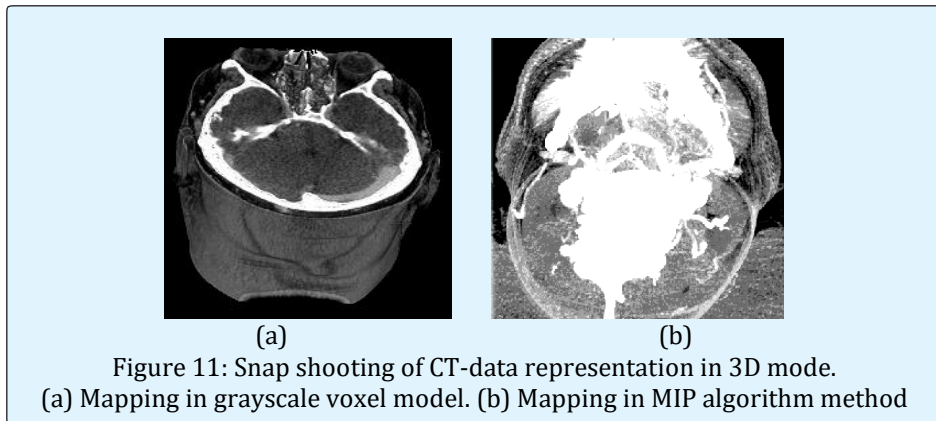 (a)
(b)
Figure 11: Snap shooting of CT-data representation in 3D mode.
(a) Mapping in grayscale voxel model. (b) Mapping in MIP algorithm method